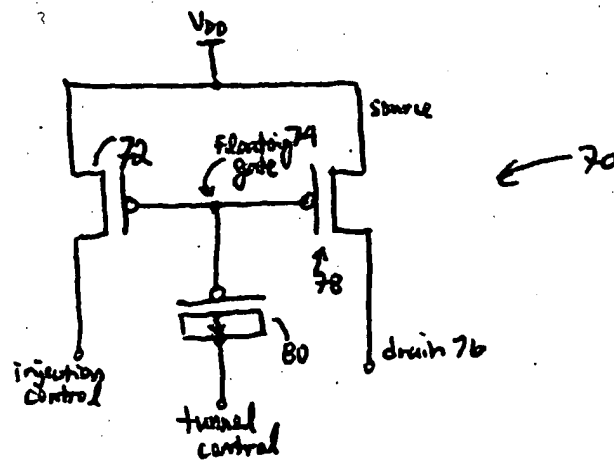 VDD
source
72
Floating 74
gate
70
78
80
injection
control
drain 76
tunnel
control